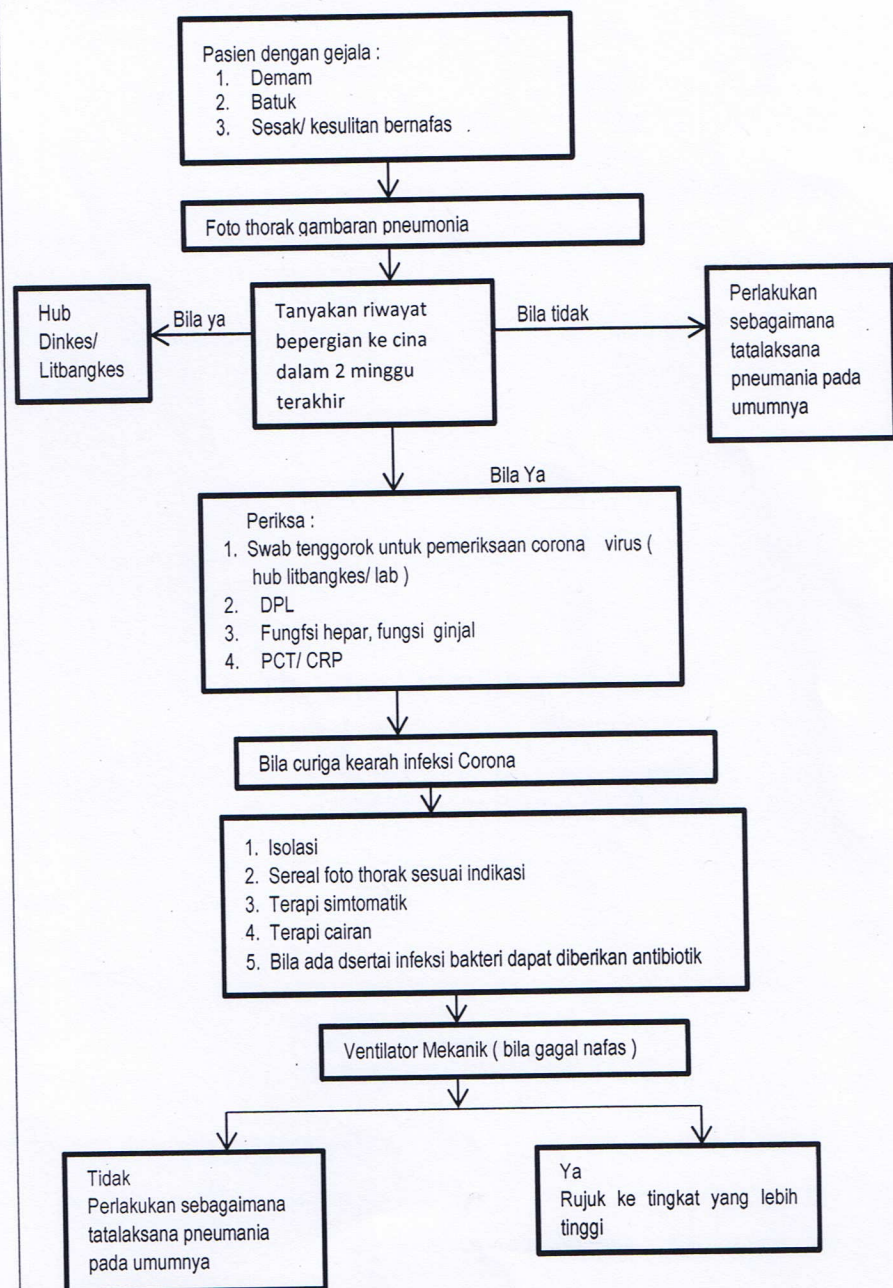 Pasien dengan gejala :
1. Demam
2. Batuk
3. Sesak/ kesulitan bernafas .
Foto thorak gambaran pneumonia
Hub
Dinkes/
Litbangkes
Bila ya
Tanyakan riwayat
bepergian ke cina
dalam 2 minggu
terakhir
Bila tidak
Perlakukan
sebagaimana
tatalaksana
pneumania pada
umumnya
Bila Ya
Periksa :
1. Swab tenggorok untuk pemeriksaan corona virus (
hub litbangkes/ lab )
2. DPL
3. Fungfsi hepar, fungsi ginjal
4. PCT/ CRP
Bila curiga kearah infeksi Corona
1. Isolasi
2. Sereal foto thorak sesuai indikasi
3. Terapi simtomatik
4. Terapi cairan
5. Bila ada dsertai infeksi bakteri dapat diberikan antibiotik
Ventilator Mekanik ( bila gagal nafas )
Tidak
Perlakukan sebagaimana
tatalaksana pneumania
pada umumnya
Ya
Rujuk ke tingkat yang lebih
tinggi